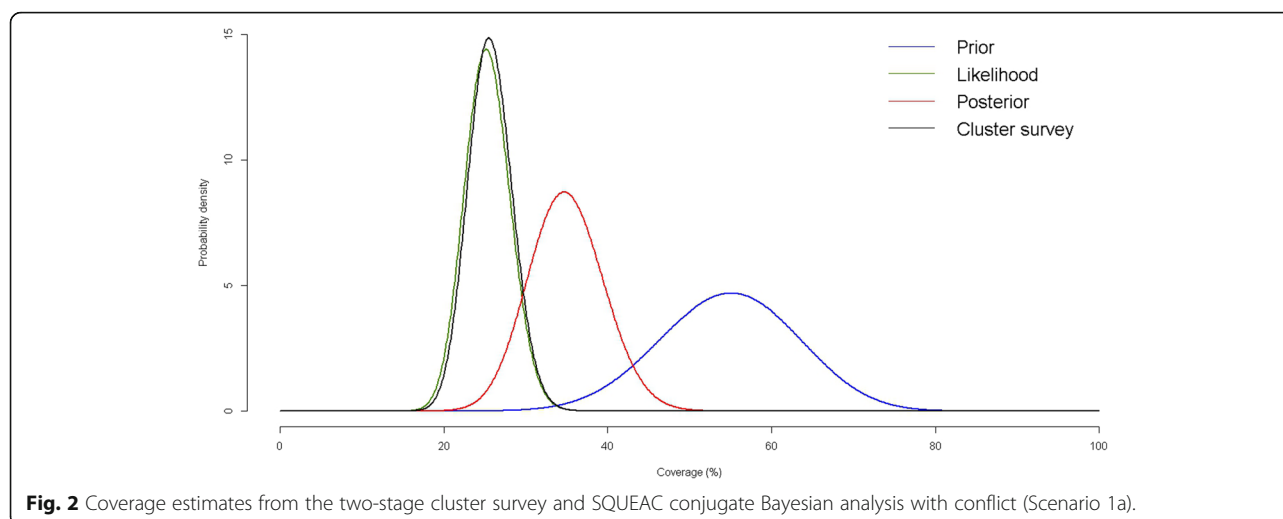 15
10
5
0
Probability density
Prior
Likelihood
Posterior
Cluster survey
0 20 40 60 80 100
Coverage (%)
Fig. 2 Coverage estimates from the two-stage cluster survey and SQUEAC conjugate Bayesian analysis with conflict (Scenario 1a).